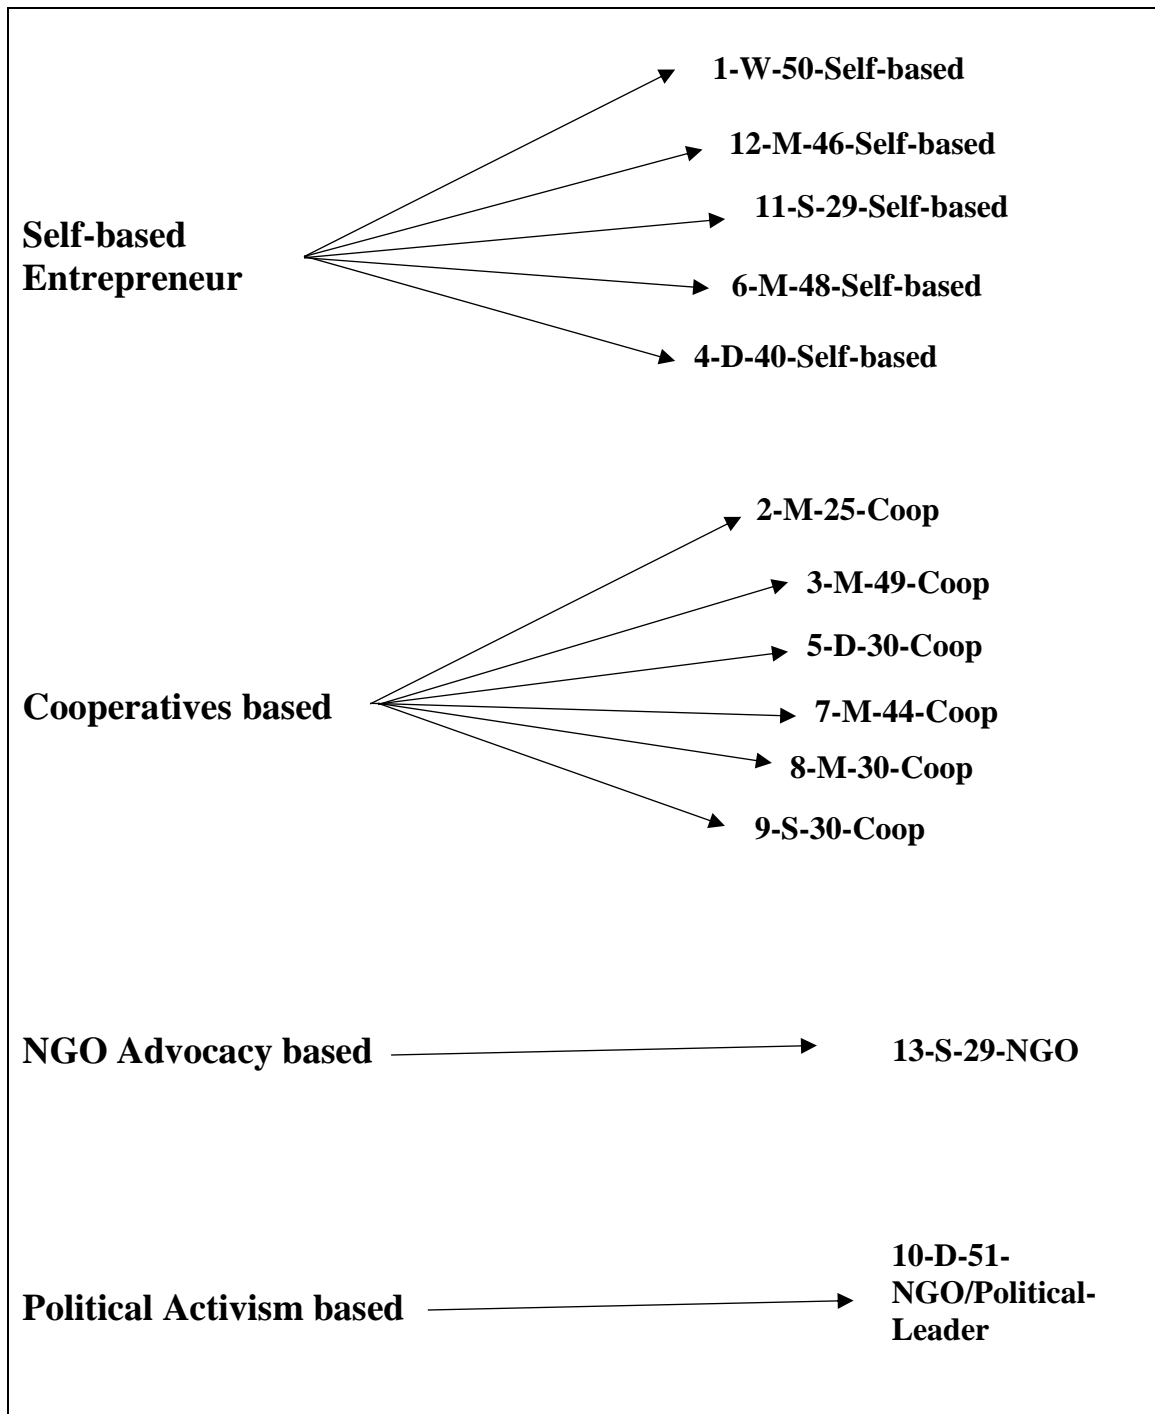 Self-based
Entrepreneur
1-W-50-Self-based
12-M-46-Self-based
11-S-29-Self-based
6-M-48-Self-based
4-D-40-Self-based
Cooperatives based
2-M-25-Coop
3-M-49-Coop
5-D-30-Coop
7-M-44-Coop
8-M-30-Coop
9-S-30-Coop
NGO Advocacy based
13-S-29-NGO
Political Activism based
10-D-51-
NGO/Political-
Leader